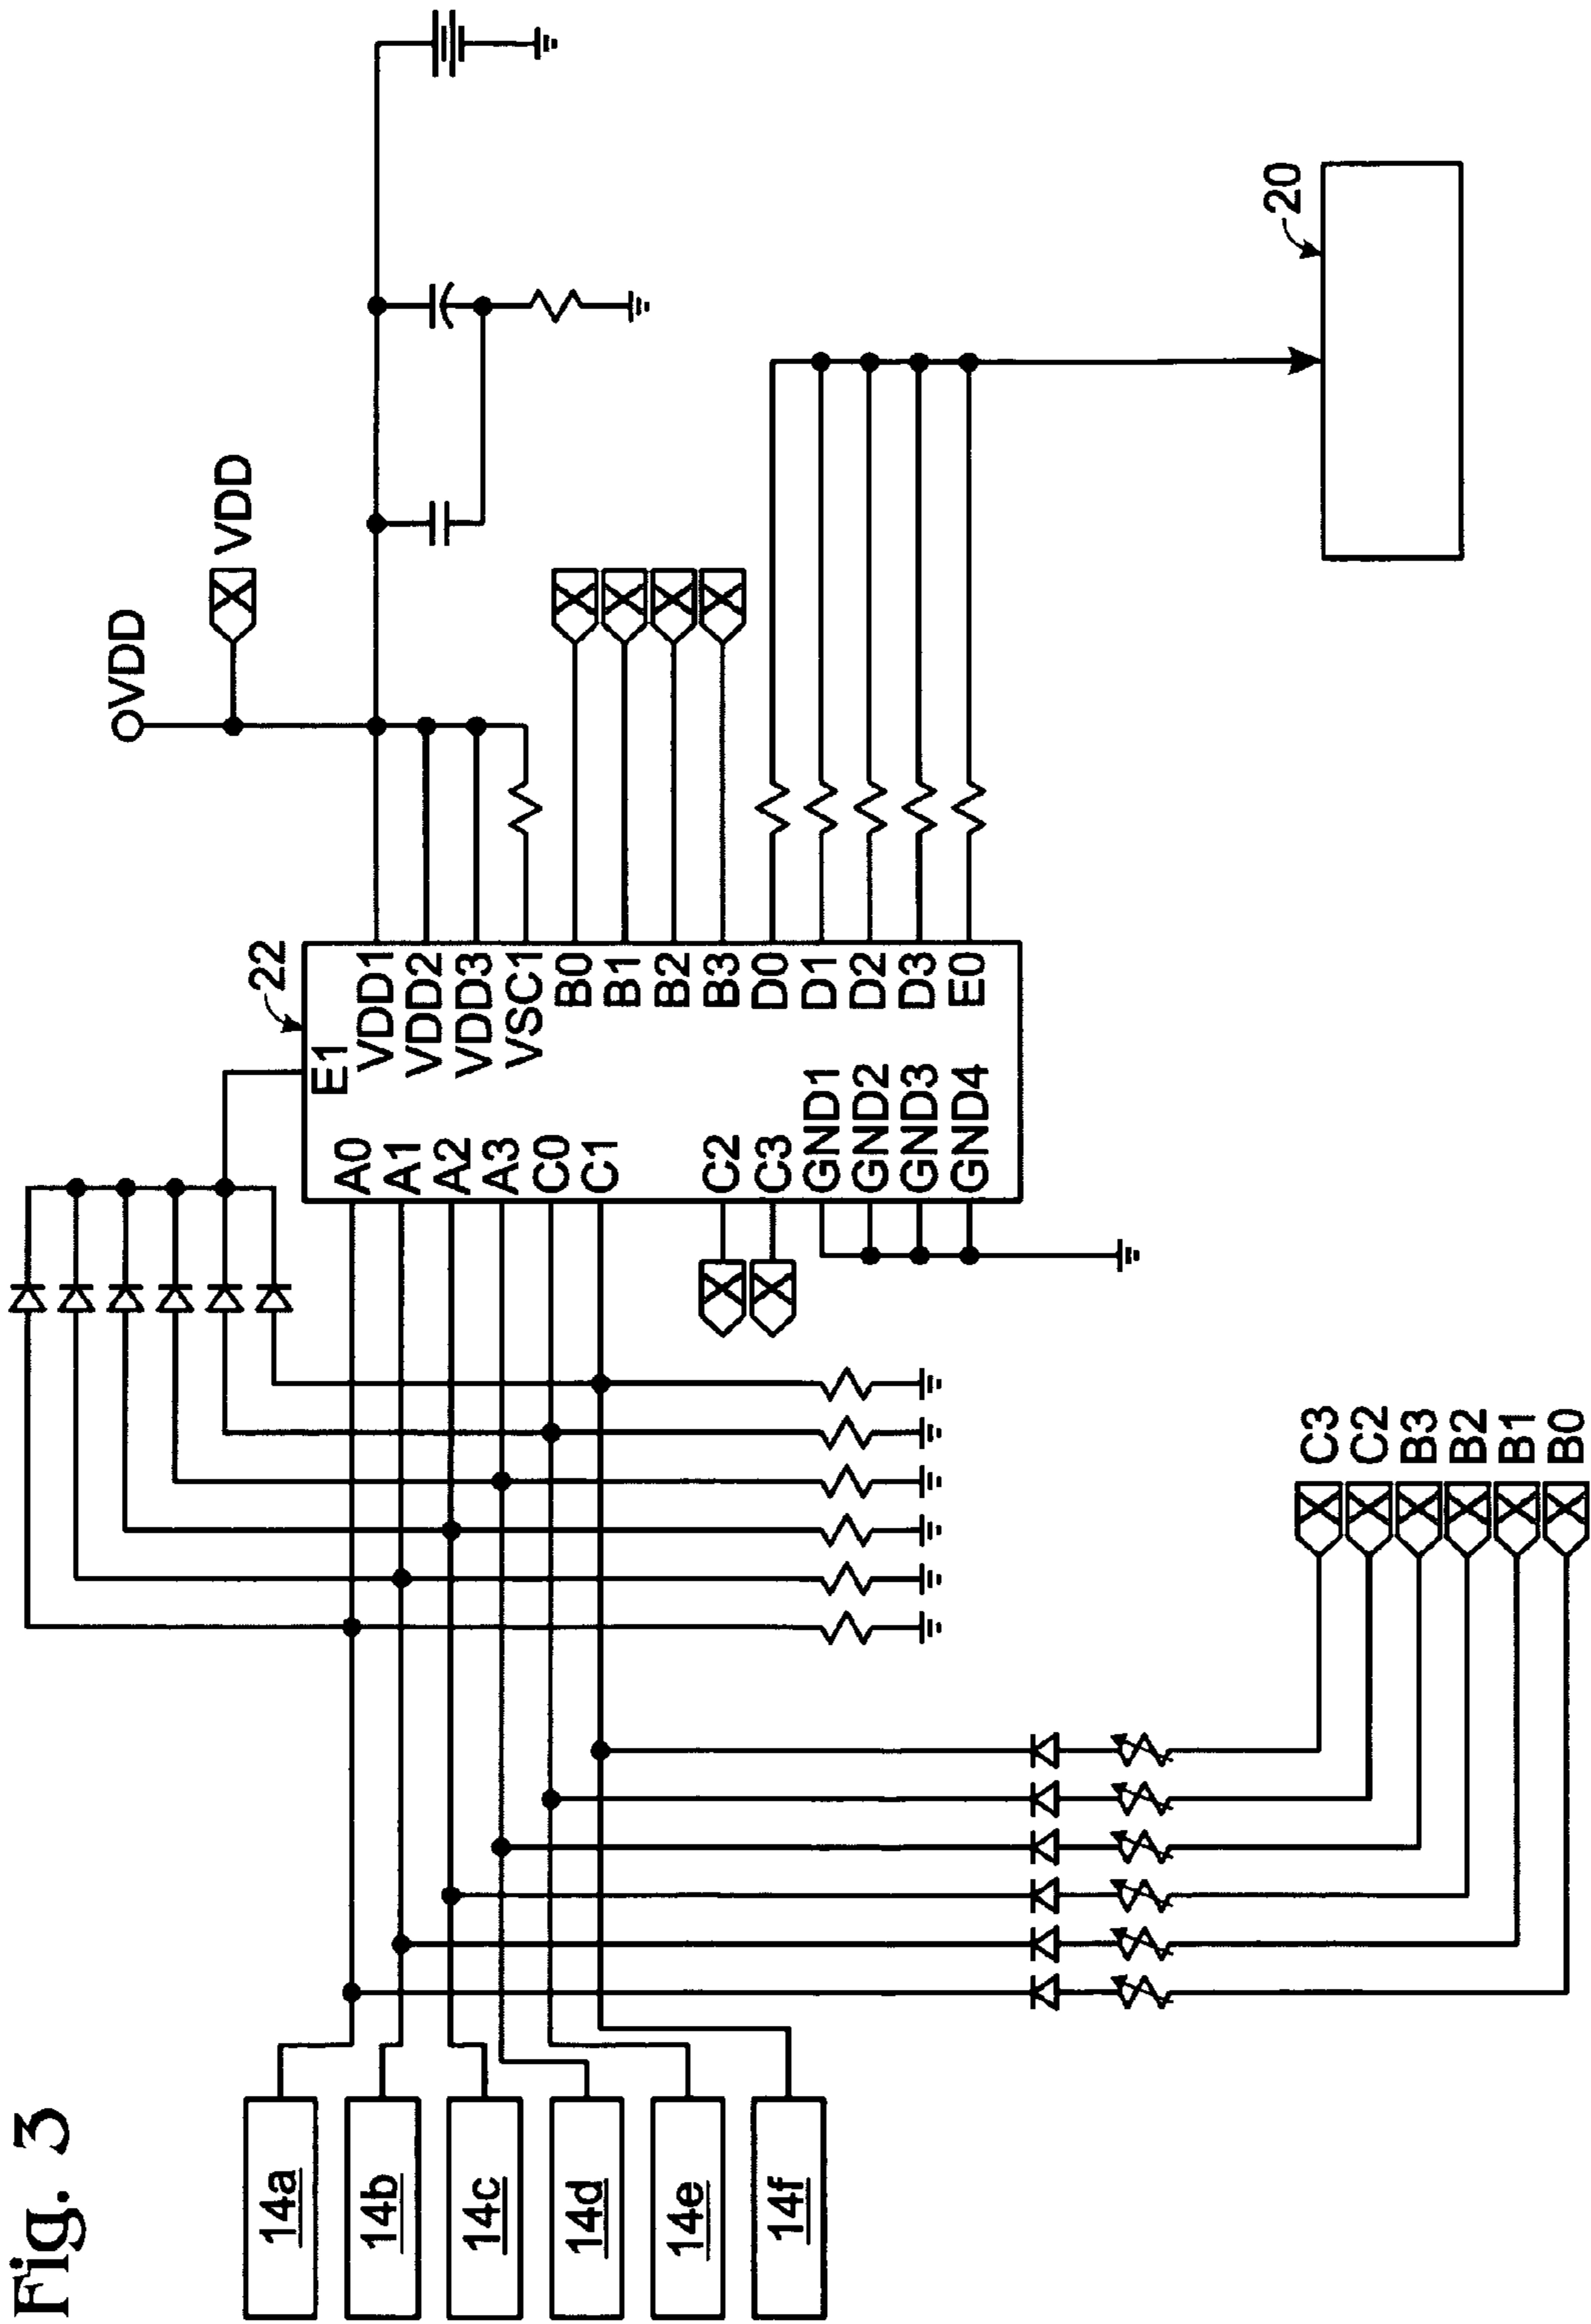 Fig. 3
14a
14b
14c
14d
14e
14f
22
E1
A0
A1
A2
A3
C0
C1
C2
C3
GND1
GND2
GND3
GND4
VDD1
VDD2
VDD3
VSC1
B0
B1
B2
B3
D0
D1
D2
D3
E0
VDD
VDD
20
C3
C2
B3
B2
B1
B0